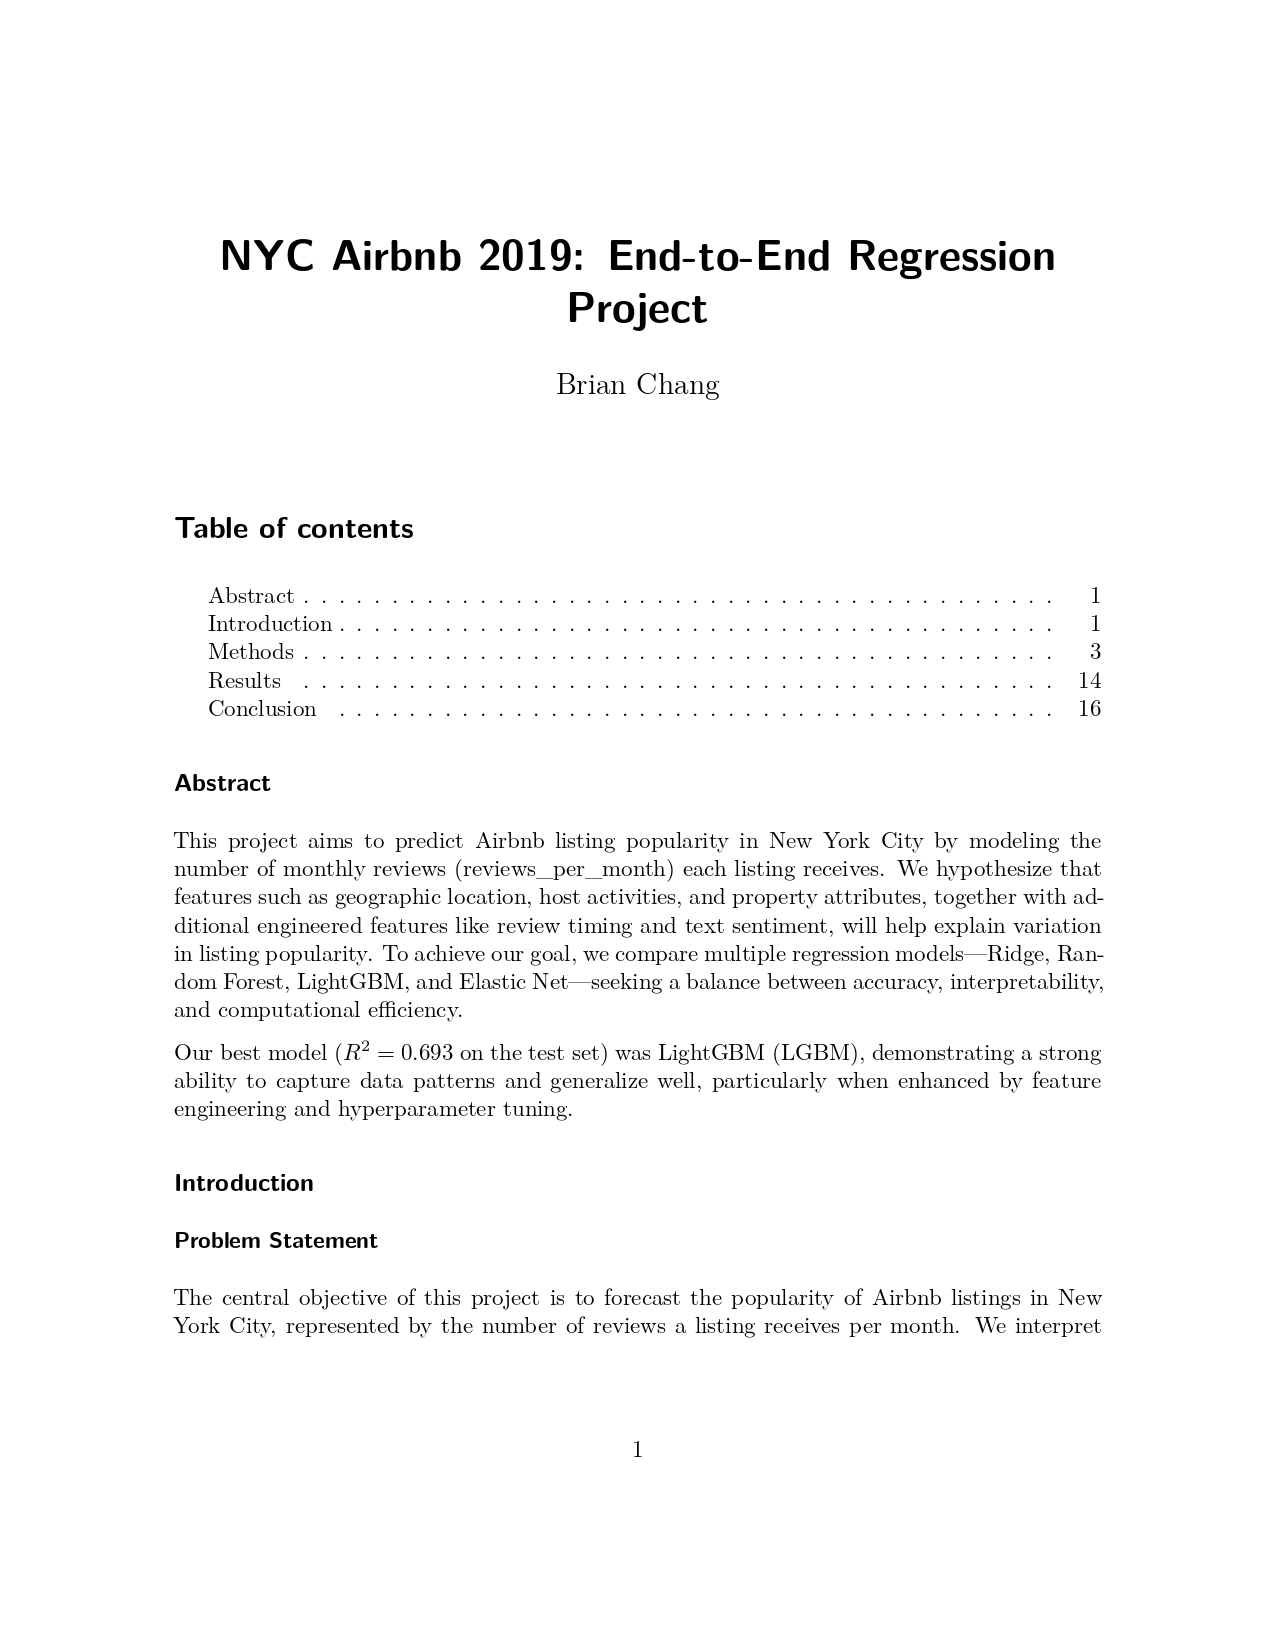 NYC Airbnb 2019: End-to-End Regression
Project
Brian Chang
Table of contents
Abstract . . . . . . . . . . . . . . . . . . . . . . . . . . . . . . . . . . . . . . . . . . . 1
Introduction . . . . . . . . . . . . . . . . . . . . . . . . . . . . . . . . . . . . . . . . . 1
Methods . . . . . . . . . . . . . . . . . . . . . . . . . . . . . . . . . . . . . . . . . . . 3
Results . . . . . . . . . . . . . . . . . . . . . . . . . . . . . . . . . . . . . . . . . . . 14
Conclusion . . . . . . . . . . . . . . . . . . . . . . . . . . . . . . . . . . . . . . . . . 16
Abstract
This project aims to predict Airbnb listing popularity in New York City by modeling the
number of monthly reviews (reviews_per_month) each listing receives. We hypothesize that
features such as geographic location, host activities, and property attributes, together with ad-
ditional engineered features like review timing and text sentiment, will help explain variation
in listing popularity. To achieve our goal, we compare multiple regression models—Ridge, Ran-
dom Forest, LightGBM, and Elastic Net—seeking a balance between accuracy, interpretability,
and computational efficiency.
Our best model (R² = 0.693 on the test set) was LightGBM (LGBM), demonstrating a strong
ability to capture data patterns and generalize well, particularly when enhanced by feature
engineering and hyperparameter tuning.
Introduction
Problem Statement
The central objective of this project is to forecast the popularity of Airbnb listings in New
York City, represented by the number of reviews a listing receives per month. We interpret
1